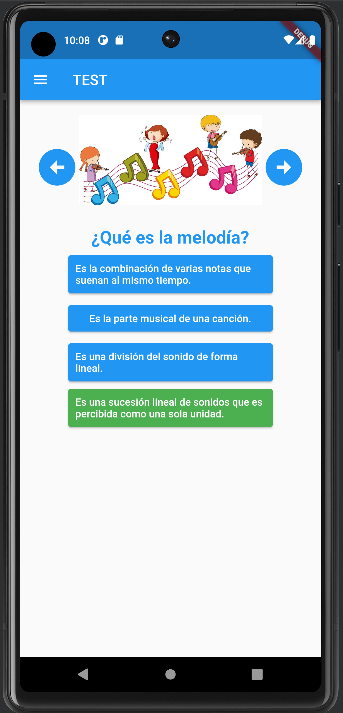 10:08
DEBUG
TEST
¿Qué es la melodía?
Es la combinación de varias notas que
suenan al mismo tiempo.
Es la parte musical de una canción.
Es una división del sonido de forma
lineal.
Es una sucesión lineal de sonidos que es
percibida como una sola unidad.